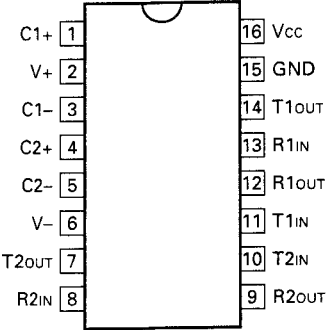 C1+ 1 16 VCC
V+ 2 15 GND
C1– 3 14 T1OUT
C2+ 4 13 R1IN
C2– 5 12 R1OUT
V– 6 11 T1IN
T2OUT 7 10 T2IN
R2IN 8 9 R2OUT